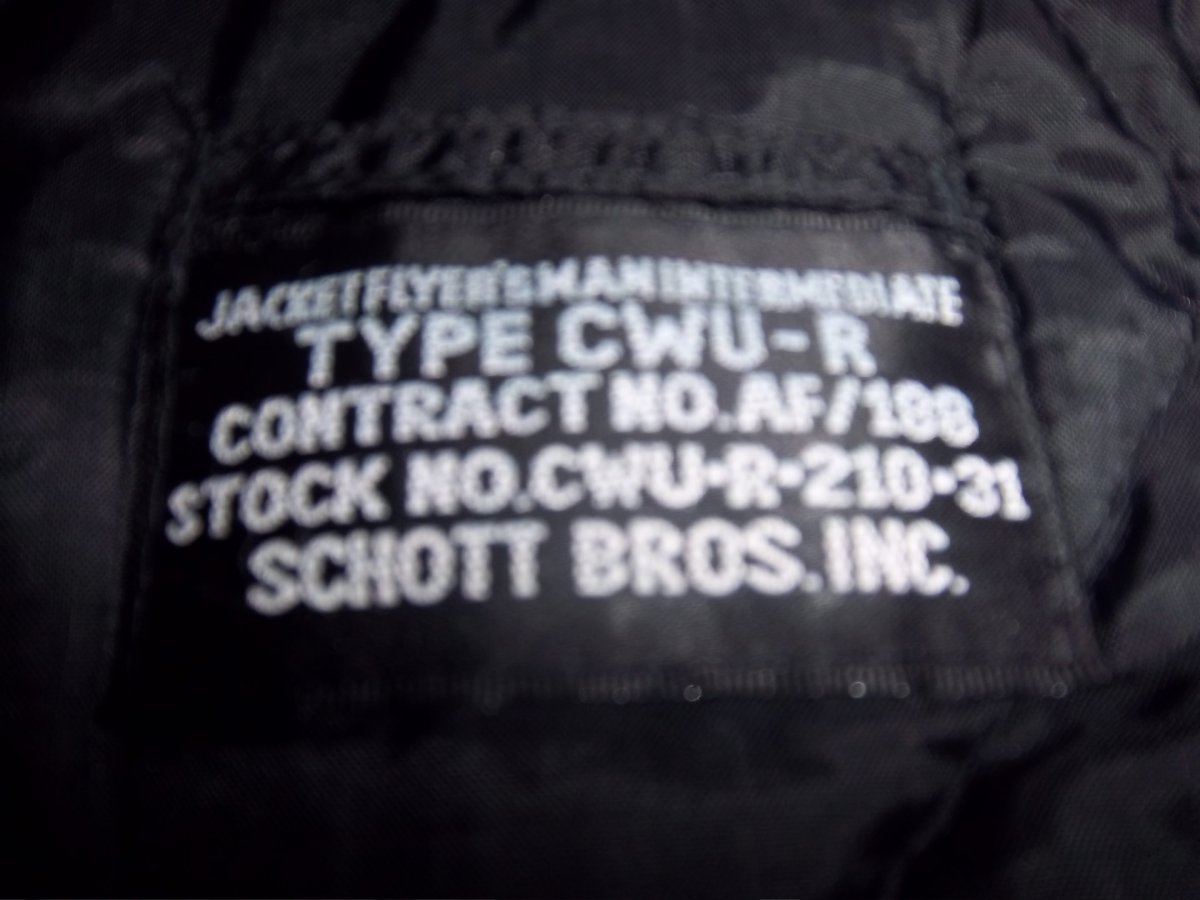 JACKET FLYER'S MAN INTERMEDIATE
TYPE CWU-R
CONTRACT NO.AF/188
STOCK NO.CWU·R·210·31
SCHOTT BROS.INC.